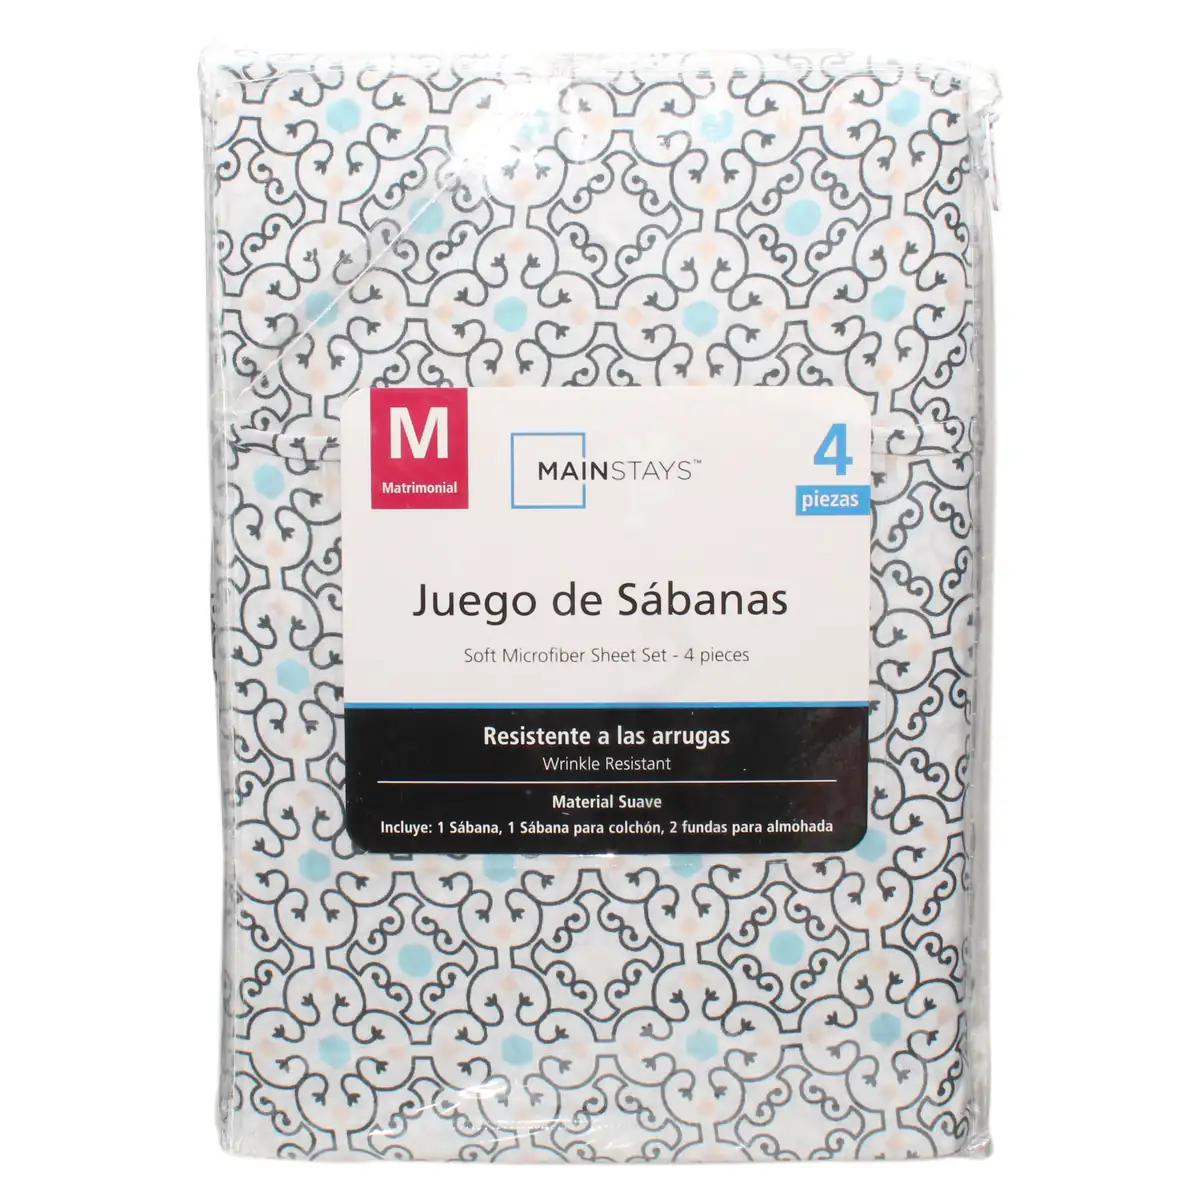 M
Matrimonial
MAINSTAYS™
4
piezas
Juego de Sábanas
Soft Microfiber Sheet Set - 4 pieces
Resistente a las arrugas
Wrinkle Resistant
Material Suave
Incluye: 1 Sábana, 1 Sábana para colchón, 2 fundas para almohada